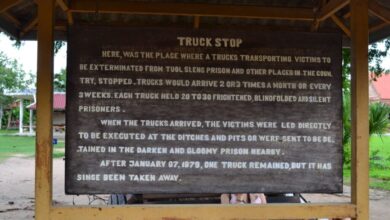 TRUCK STOP
HERE, WAS THE PLACE WHERE A TRUCKS TRANSPORTING VICTIMS TO
BE EXTERMINATED FROM TUOL SLENG PRISON AND OTHER PLACES IN THE COUN.
TRY, STOPPED. TRUCKS WOULD ARRIVE 2 OR 3 TIMES A MONTH OR EVERY
3 WEEKS. EACH TRUCK HELD 20 TO 30 FRIGHTENED, BLINDFOLDED AND SILENT
PRISONERS.
WHEN THE TRUCKS ARRIVED, THE VICTIMS WERE LED DIRECTLY
TO BE EXECUTED AT THE DITCHES AND PITS OR WERE SENT TO BE DE.
TAINED IN THE DARKEN AND GLOOMY PRISON NEARBY.
AFTER JANUARY 07, 1979, ONE TRUCK REMAINED, BUT IT HAS
SINCE BEEN TAKEN AWAY.